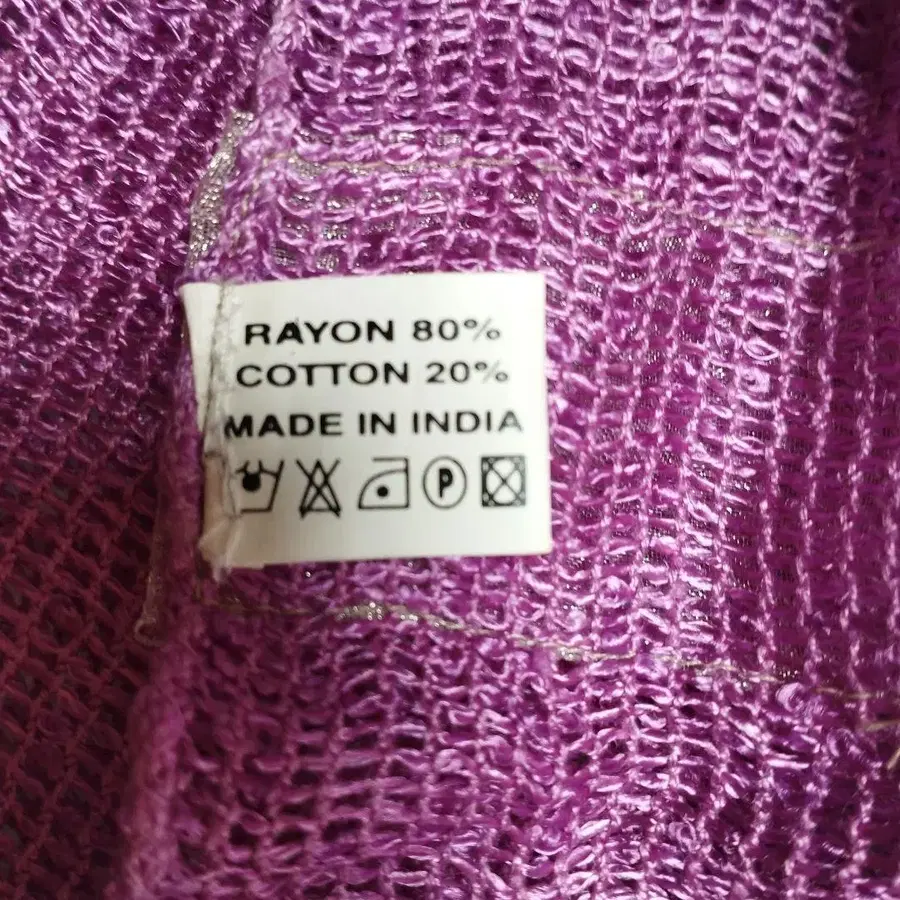 RAYON 80%
COTTON 20%
MADE IN INDIA
P